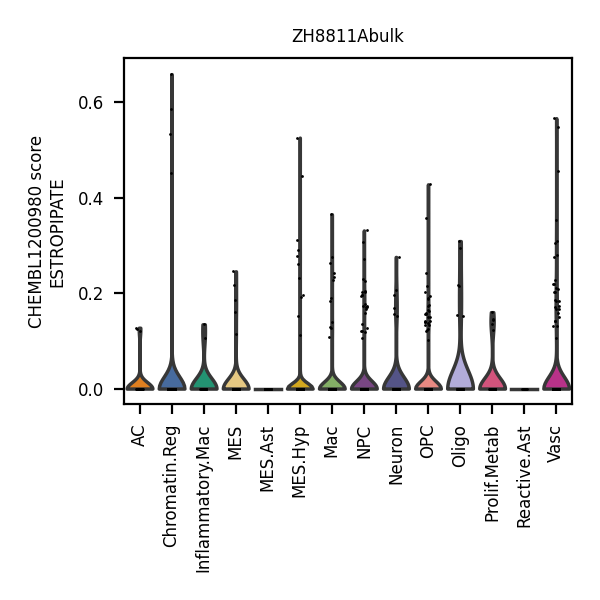 ZH8811Abulk
CHEMBL1200980 score
ESTROPIPATE
0.6
0.4
0.2
0.0
AC
Chromatin.Reg
Inflammatory.Mac
MES
MES.Ast
MES.Hyp
Mac
NPC
Neuron
OPC
Oligo
Prolif.Metab
Reactive.Ast
Vasc